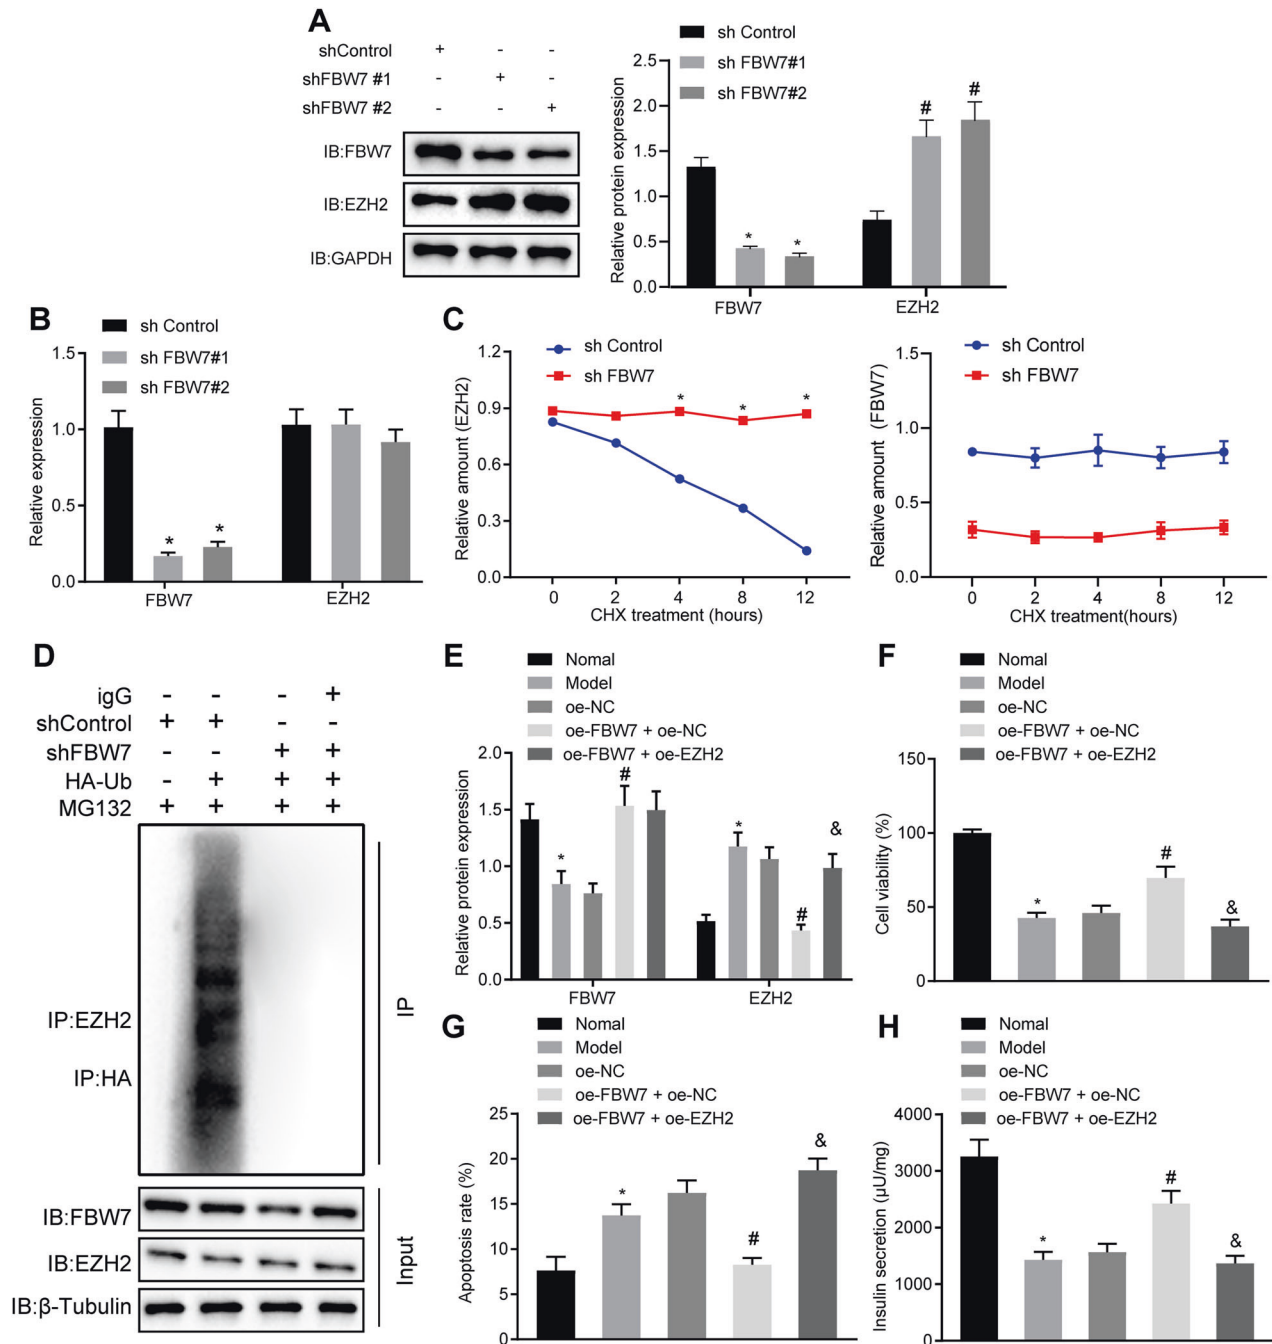 A
shControl + - -
shFBW7 #1 - + -
shFBW7 #2 - - +
IB:FBW7
IB:EZH2
IB:GAPDH
sh Control
sh FBW7#1
sh FBW7#2
Relative protein expression
2.5
2.0
1.5
1.0
0.5
0.0
* *
# #
FBW7 EZH2
B
sh Control
sh FBW7#1
sh FBW7#2
Relative expression
1.5
1.0
0.5
0.0
* *
FBW7 EZH2
C
sh Control
sh FBW7
Relative amount (EZH2)
1.2
0.9
0.6
0.3
0.0
* * *
0 2 4 8 12
CHX treatment (hours)
sh Control
sh FBW7
Relative amount (FBW7)
1.5
1.0
0.5
0.0
0 2 4 8 12
CHX treatment(hours)
D
igG - - - +
shControl + + - -
shFBW7 - - + +
HA-Ub - + + +
MG132 + + + +
IP:EZH2
IP:HA
IP
IB:FBW7
IB:EZH2
IB:β-Tubulin
Input
E
Nomal
Model
oe-NC
oe-FBW7 + oe-NC
oe-FBW7 + oe-EZH2
Relative protein expression
2.0
1.5
1.0
0.5
0.0
* #
* # &
FBW7 EZH2
F
Nomal
Model
oe-NC
oe-FBW7 + oe-NC
oe-FBW7 + oe-EZH2
Cell viability (%)
150
100
50
0
* # &
G
Nomal
Model
oe-NC
oe-FBW7 + oe-NC
oe-FBW7 + oe-EZH2
Apoptosis rate (%)
25
20
15
10
5
0
* # &
H
Nomal
Model
oe-NC
oe-FBW7 + oe-NC
oe-FBW7 + oe-EZH2
Insulin secretion (μU/mg)
4000
3000
2000
1000
0
* # &